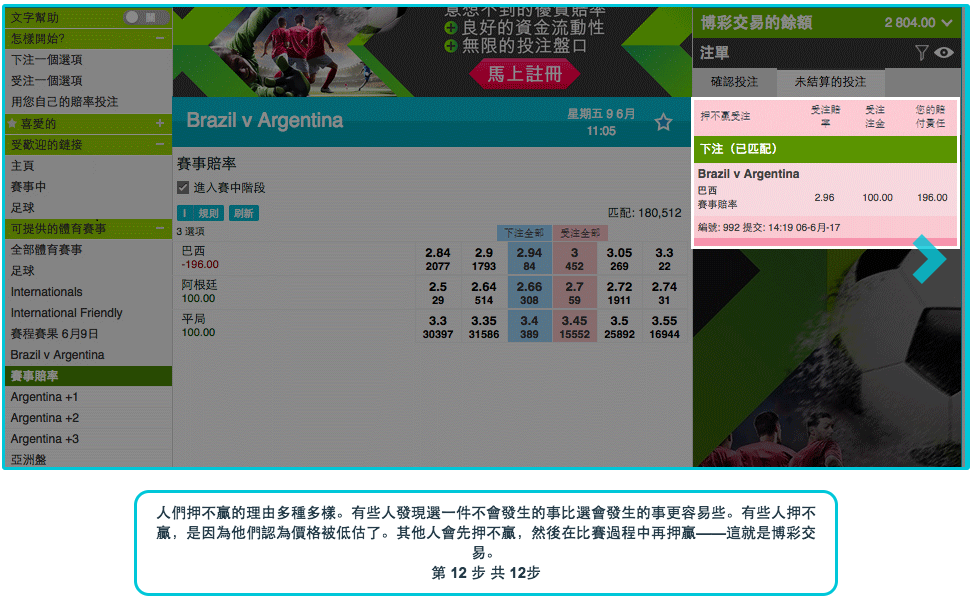 文字幫助 關
怎樣開始? −
下注一個選項
受注一個選項
用您自己的賠率投注
喜愛的 +
受歡迎的鏈接 −
主頁
賽事中
足球
可提供的體育賽事 −
全部體育賽事
足球
Internationals
International Friendly
賽程賽果 6月9日
Brazil v Argentina
賽事賠率
Argentina +1
Argentina +2
Argentina +3
亞洲盤
意想不到的優質賠率
良好的資金流動性
無限的投注盤口
馬上註冊
Brazil v Argentina
星期五 9 6月
11:05
賽事賠率
進入賽中階段
規則 刷新
匹配: 180,512
3 選項 下注全部 受注全部
巴西 2.84 2.9 2.94 3 3.05 3.3
-196.00 2077 1793 84 452 269 22
阿根廷 2.5 2.64 2.66 2.7 2.72 2.74
100.00 29 514 308 59 1911 31
平局 3.3 3.35 3.4 3.45 3.5 3.55
100.00 30397 31586 389 15552 25892 16944
博彩交易的餘額 2 804.00
注單
確認投注 未結算的投注
押不贏受注 受注賠率 受注注金 您的賠付責任
下注（已匹配）
Brazil v Argentina
巴西
賽事賠率 2.96 100.00 196.00
編號: 992 提交: 14:19 06-6月-17
人們押不贏的理由多種多樣。有些人發現選一件不會發生的事比選會發生的事更容易些。有些人押不
贏，是因為他們認為價格被低估了。其他人會先押不贏，然後在比賽過程中再押贏——這就是博彩交
易。
第 12 步 共 12步